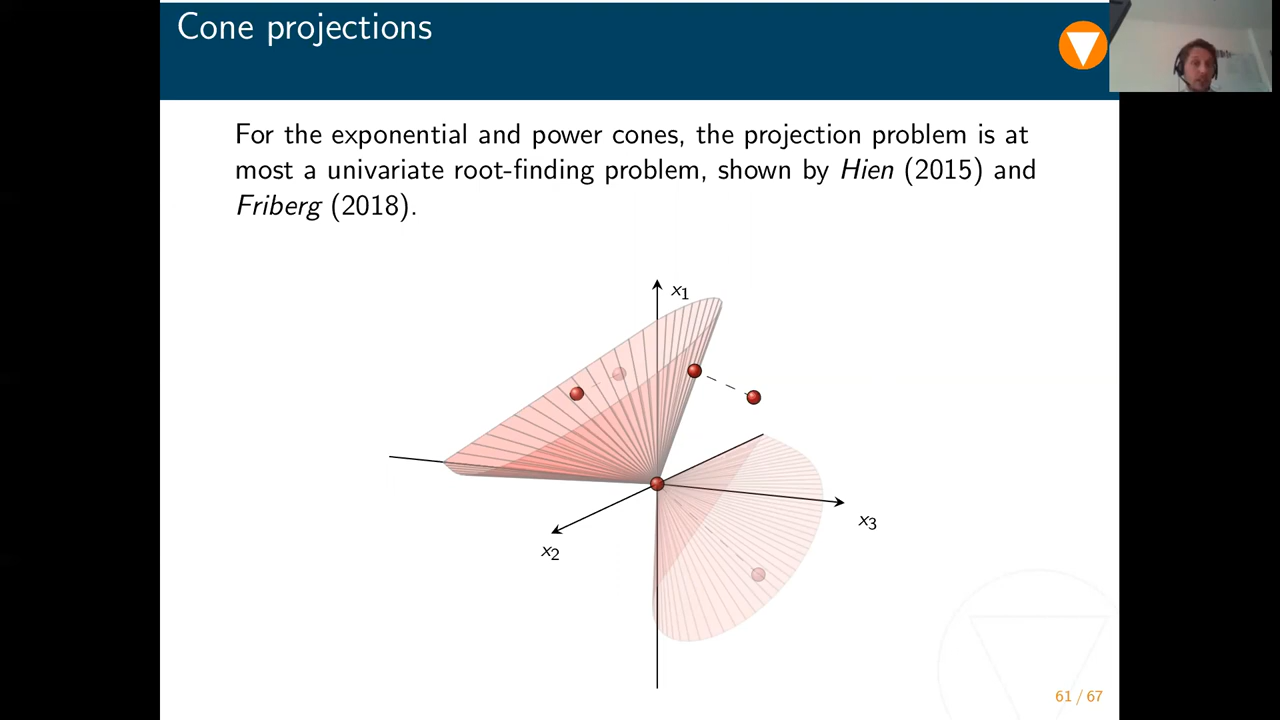 Cone projections
For the exponential and power cones, the projection problem is at
most a univariate root-finding problem, shown by Hien (2015) and
Friberg (2018).
x1
x2
x3
61 / 67